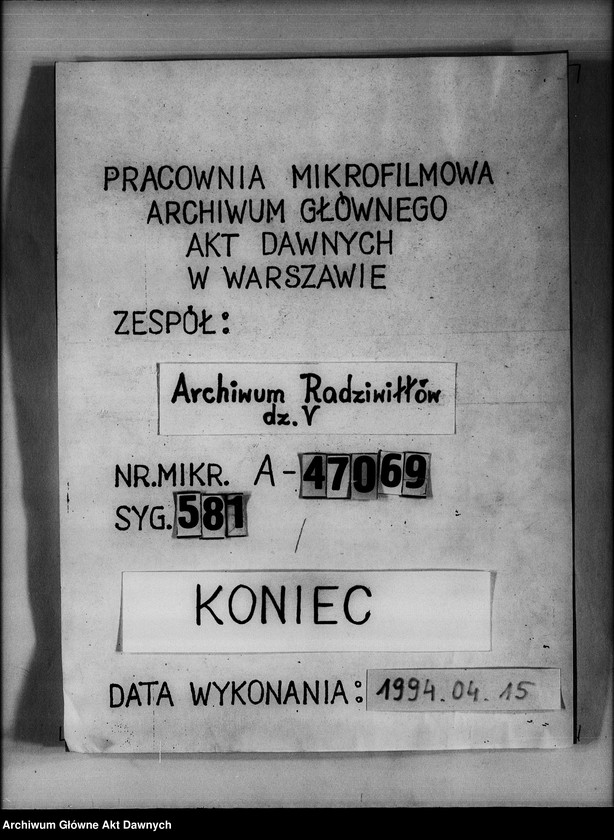 PRACOWNIA MIKROFILMOWA
ARCHIWUM GŁÓWNEGO
AKT DAWNYCH
W WARSZAWIE
ZESPÓŁ:
Archiwum Radziwiłłów
dz. V
NR.MIKR. A-47069
SYG. 581
KONIEC
DATA WYKONANIA: 1994.04.15
Archiwum Główne Akt Dawnych